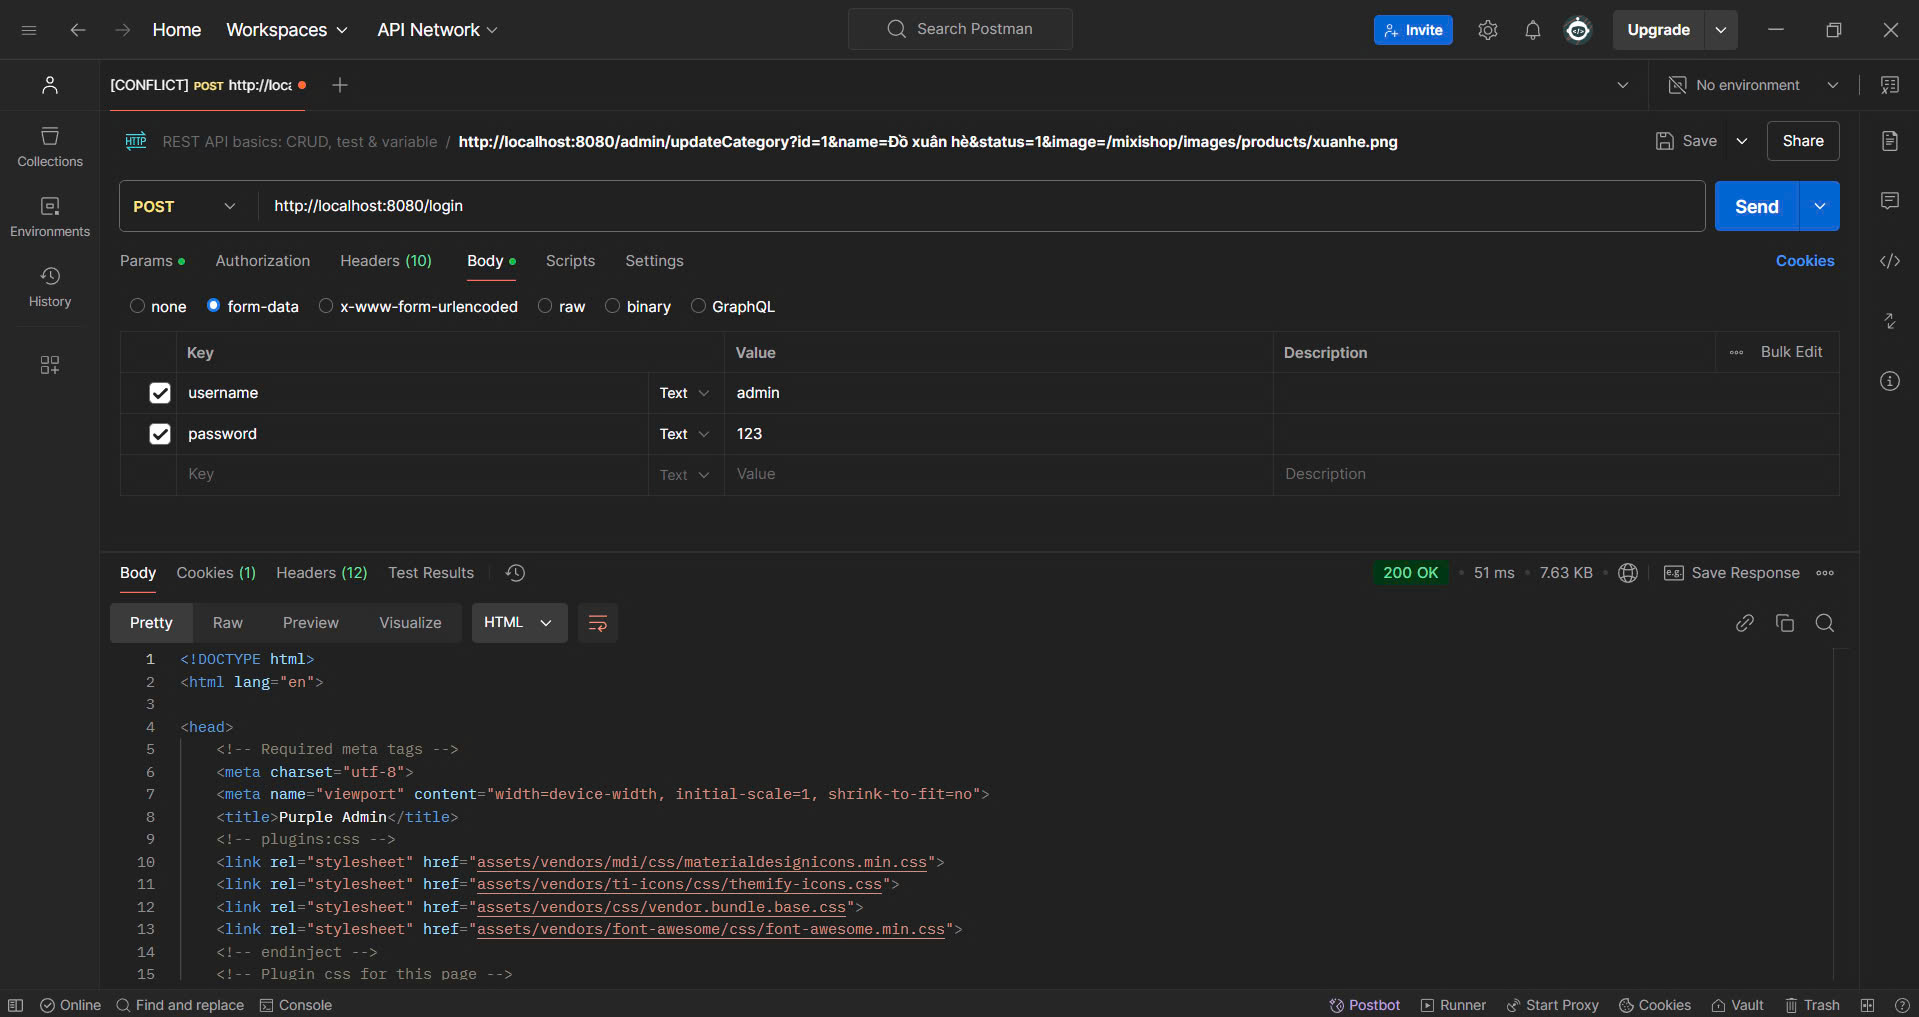 Home Workspaces API Network Search Postman Invite Upgrade
[CONFLICT] POST http://loca No environment
HTTP REST API basics: CRUD, test & variable / http://localhost:8080/admin/updateCategory?id=1&name=Đồ xuân hè&status=1&image=/mixishop/images/products/xuanhe.png Save Share
Collections
POST http://localhost:8080/login Send
Environments
Params Authorization Headers (10) Body Scripts Settings Cookies
History
none form-data x-www-form-urlencoded raw binary GraphQL
Key Value Description Bulk Edit
username Text admin
password Text 123
Key Text Value Description
Body Cookies (1) Headers (12) Test Results 200 OK 51 ms 7.63 KB e.g. Save Response
Pretty Raw Preview Visualize HTML
1 <!DOCTYPE html>
2 <html lang="en">
3
4 <head>
5 <!-- Required meta tags -->
6 <meta charset="utf-8">
7 <meta name="viewport" content="width=device-width, initial-scale=1, shrink-to-fit=no">
8 <title>Purple Admin</title>
9 <!-- plugins:css -->
10 <link rel="stylesheet" href="assets/vendors/mdi/css/materialdesignicons.min.css">
11 <link rel="stylesheet" href="assets/vendors/ti-icons/css/themify-icons.css">
12 <link rel="stylesheet" href="assets/vendors/css/vendor.bundle.base.css">
13 <link rel="stylesheet" href="assets/vendors/font-awesome/css/font-awesome.min.css">
14 <!-- endinject -->
15 <!-- Plugin css for this page -->
Online Find and replace Console Postbot Runner Start Proxy Cookies Vault Trash